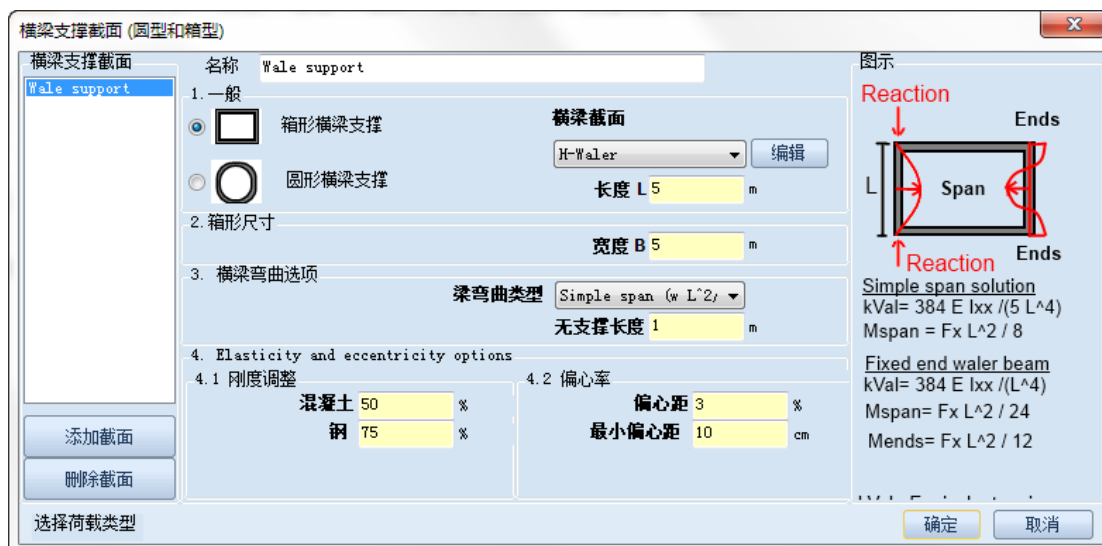 横梁支撑截面 (圆型和箱型)
横梁支撑截面
Wale support
添加截面
删除截面
选择荷载类型
名称 Wale support
1.一般
箱形横梁支撑
圆形横梁支撑
横梁截面
H-Waler
编辑
长度 L 5 m
2.箱形尺寸
宽度 B 5 m
3. 横梁弯曲选项
梁弯曲类型 Simple span (w L^2/
无支撑长度 1 m
4. Elasticity and eccentricity options
4.1 刚度调整
混凝土 50 %
钢 75 %
4.2 偏心率
偏心距 3 %
最小偏心距 10 cm
图示
Reaction
Ends
L
Span
Ends
Reaction
Simple span solution
kVal= 384 E Ixx /(5 L^4)
Mspan = Fx L^2 / 8
Fixed end waler beam
kVal= 384 E Ixx /(L^4)
Mspan= Fx L^2 / 24
Mends= Fx L^2 / 12
确定
取消